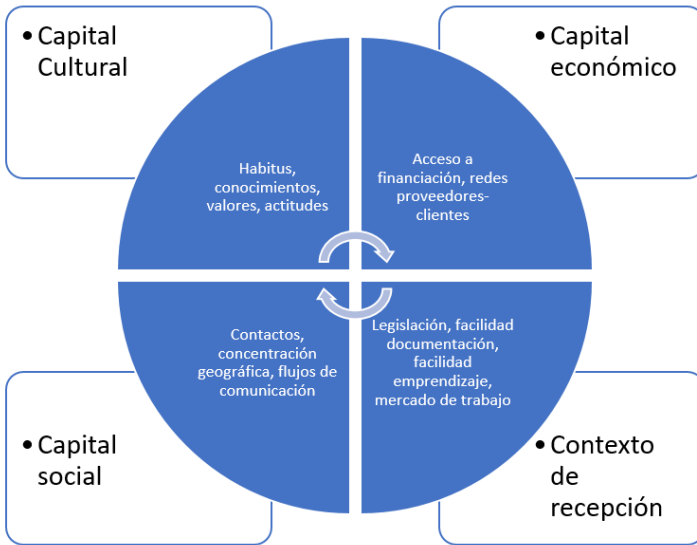 • Capital
Cultural
• Capital
económico
Habitus,
conocimientos,
valores, actitudes
Acceso a
financiación, redes
proveedores-
clientes
Contactos,
concentración
geográfica, flujos de
comunicación
Legislación, facilidad
documentación,
facilidad
emprendizaje,
mercado de trabajo
• Capital
social
• Contexto
de
recepción